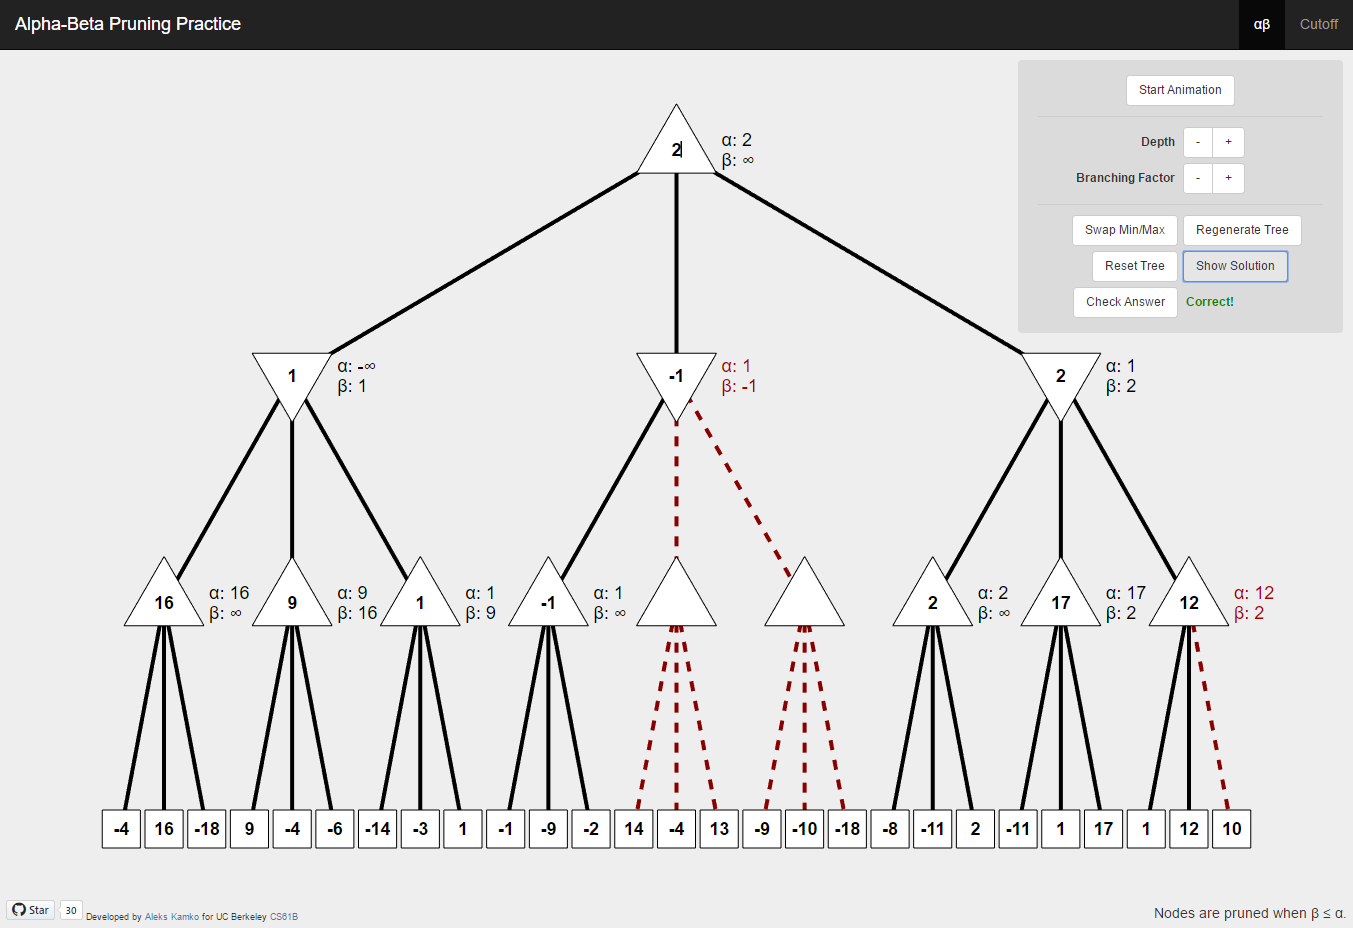 Alpha-Beta Pruning Practice αβ Cutoff
Start Animation
Depth - +
Branching Factor - +
Swap Min/Max Regenerate Tree
Reset Tree Show Solution
Check Answer Correct!
2 α: 2
β: ∞
1 α: -∞
β: 1
-1 α: 1
β: -1
2 α: 1
β: 2
16 α: 16
β: ∞
9 α: 9
β: 16
1 α: 1
β: 9
-1 α: 1
β: ∞
2 α: 2
β: ∞
17 α: 17
β: 2
12 α: 12
β: 2
-4 16 -18 9 -4 -6 -14 -3 1 -1 -9 -2 14 -4 13 -9 -10 -18 -8 -11 2 -11 1 17 1 12 10
Star 30 Developed by Aleks Kamko for UC Berkeley CS61B
Nodes are pruned when β ≤ α.